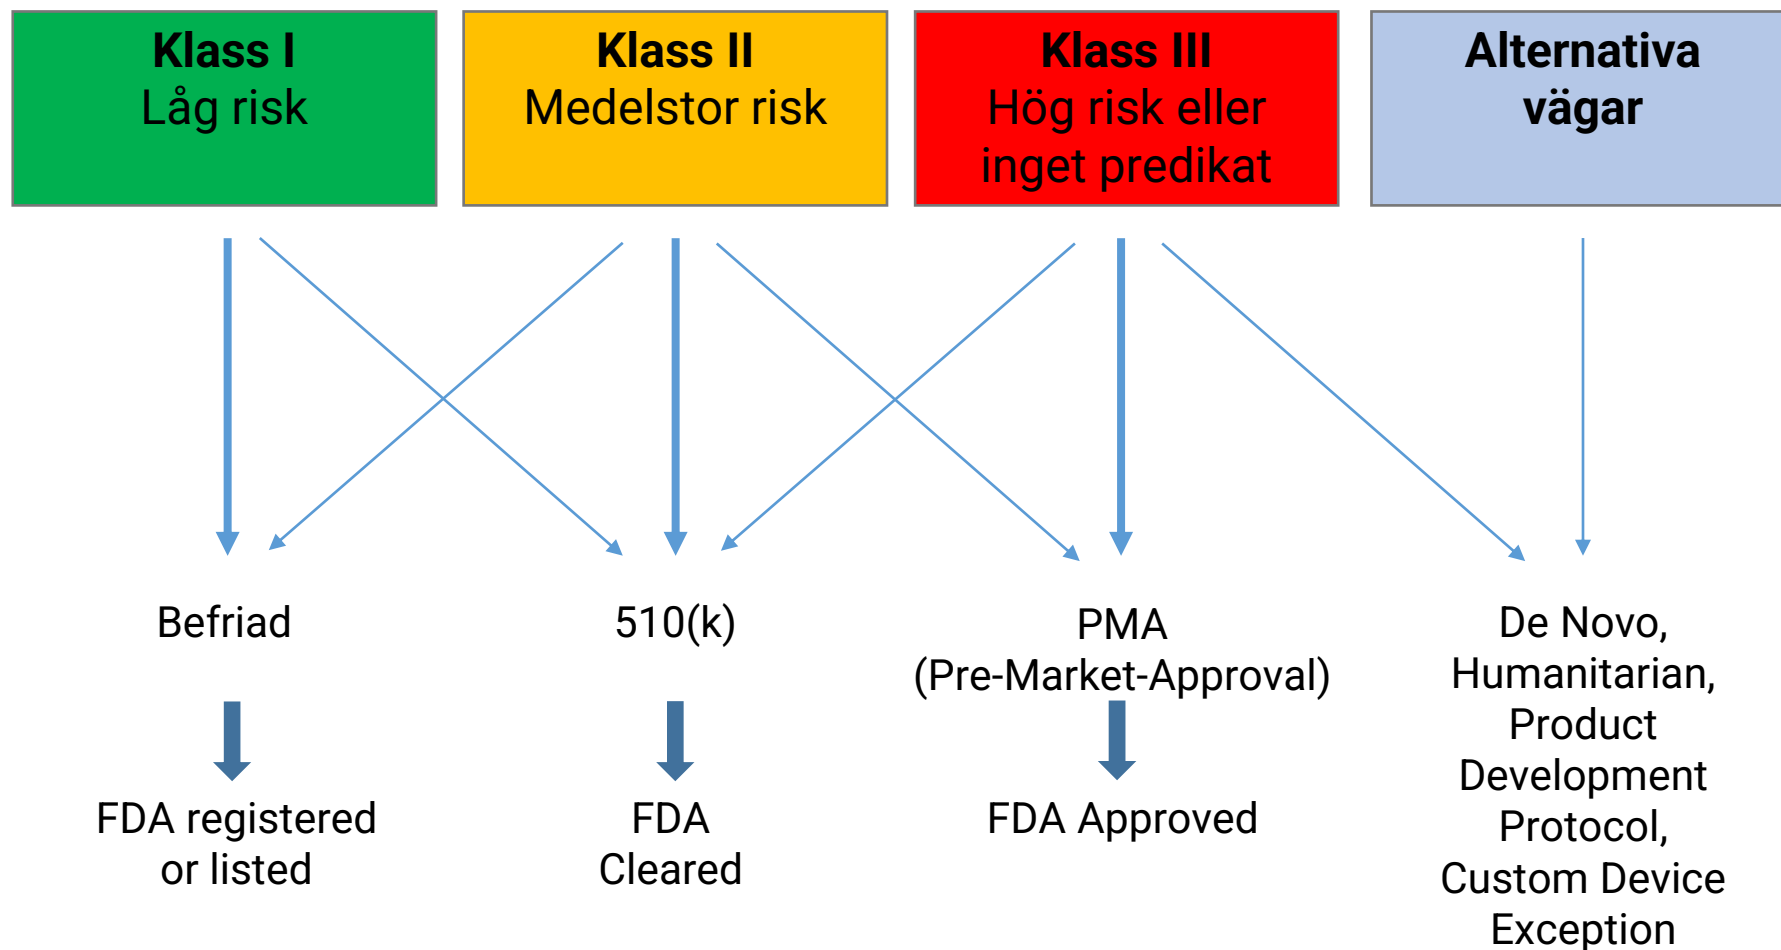 Klass I
Låg risk
Klass II
Medelstor risk
Klass III
Hög risk eller
inget predikat
Alternativa
vägar
Befriad
510(k)
PMA
(Pre-Market-Approval)
De Novo,
Humanitarian,
Product
Development
Protocol,
Custom Device
Exception
FDA registered
or listed
FDA
Cleared
FDA Approved